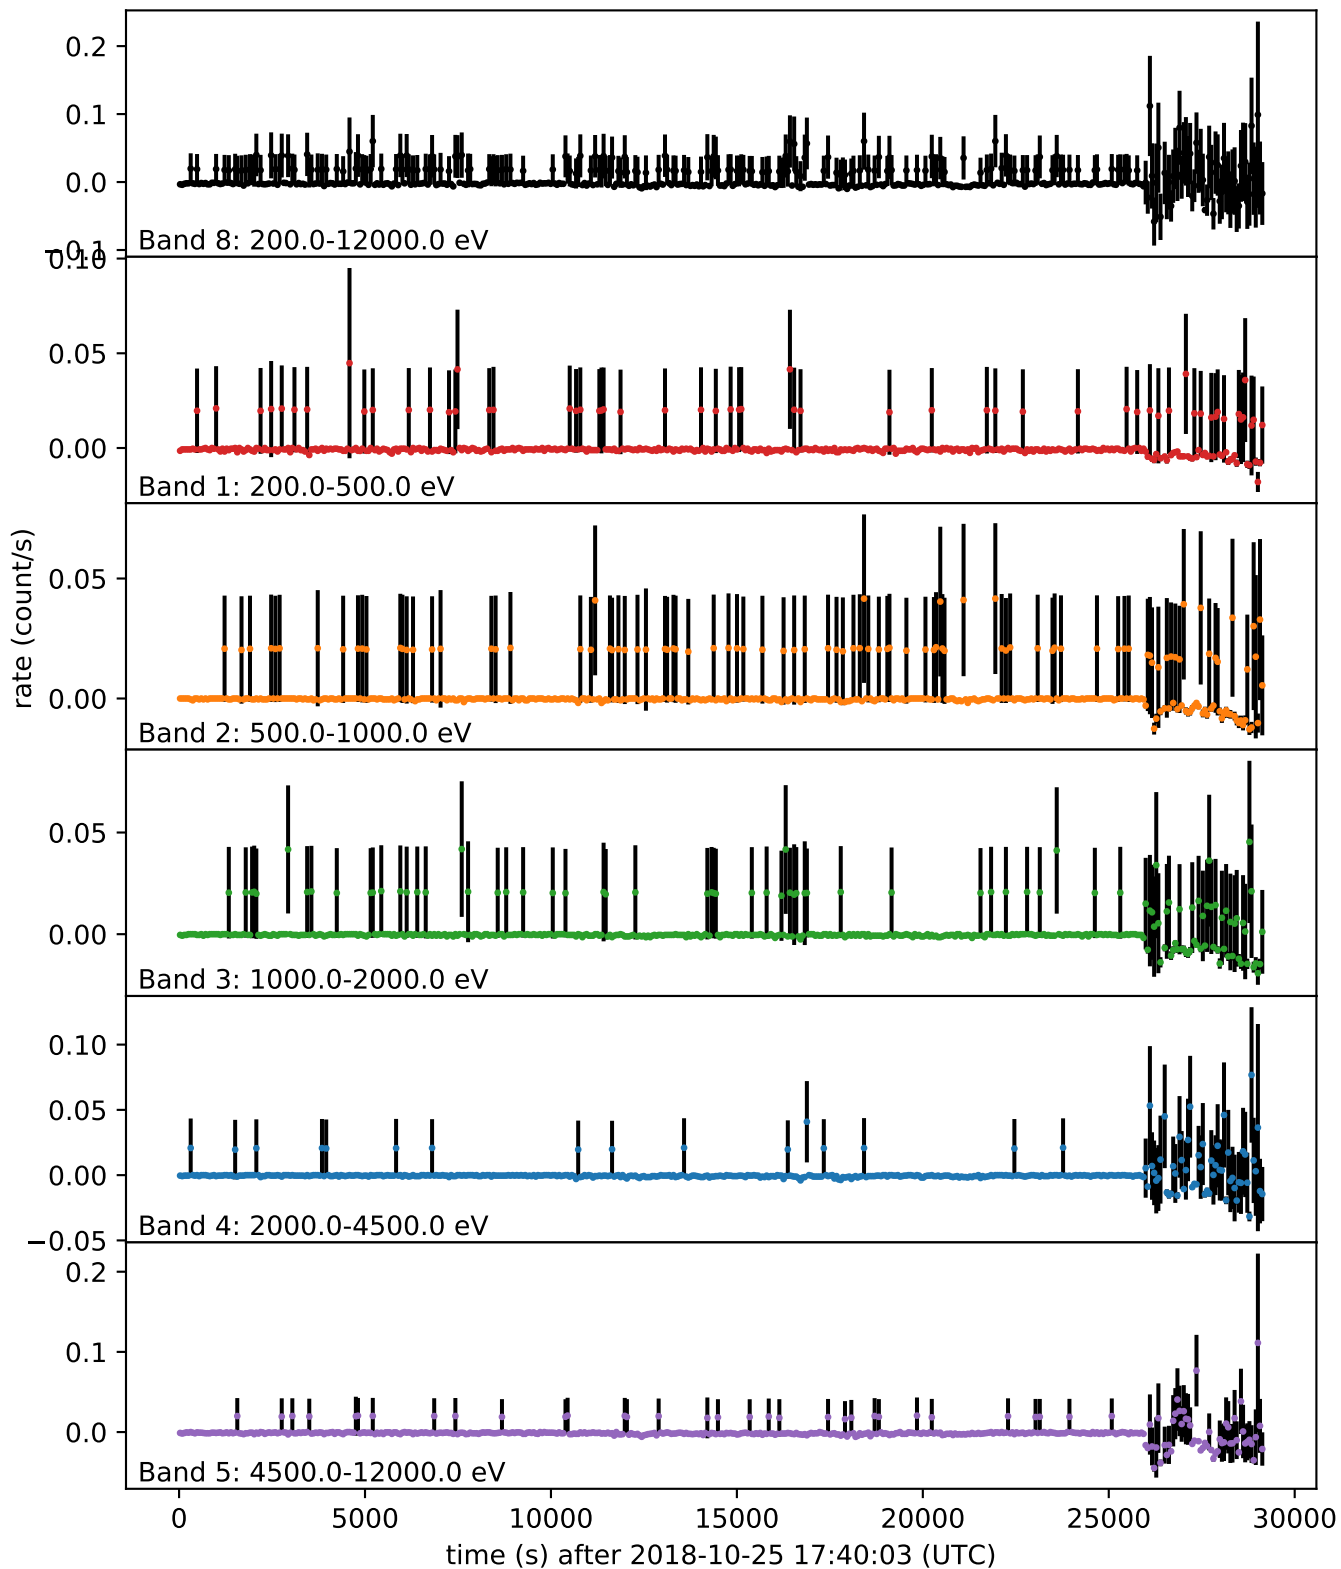 0.2
0.1
0.0
−0.1
Band 8: 200.0-12000.0 eV
0.10
0.05
0.00
Band 1: 200.0-500.0 eV
0.05
0.00
Band 2: 500.0-1000.0 eV
rate (count/s)
0.05
0.00
Band 3: 1000.0-2000.0 eV
0.10
0.05
0.00
−0.05
Band 4: 2000.0-4500.0 eV
0.2
0.1
0.0
Band 5: 4500.0-12000.0 eV
0 5000 10000 15000 20000 25000 30000
time (s) after 2018-10-25 17:40:03 (UTC)